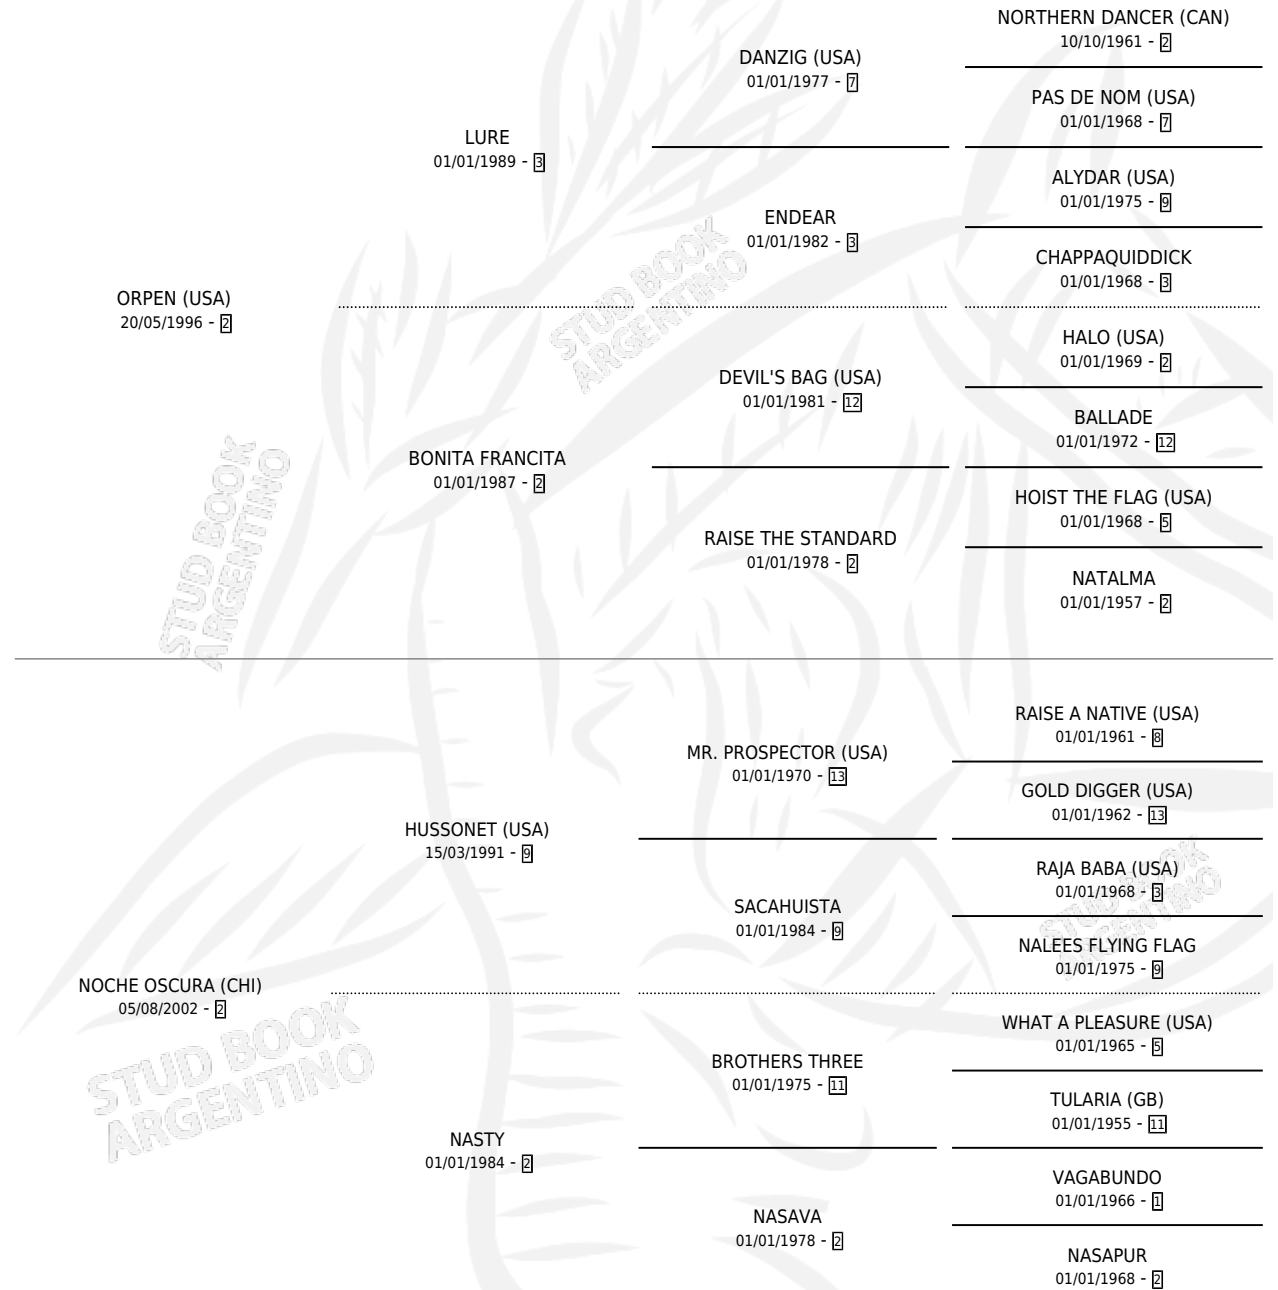 NORTHERN DANCER (CAN)
10/10/1961 - 2
DANZIG (USA)
01/01/1977 - 7
PAS DE NOM (USA)
01/01/1968 - 7
LURE
01/01/1989 - 3
ALYDAR (USA)
01/01/1975 - 9
ENDEAR
01/01/1982 - 3
CHAPPAQUIDDICK
01/01/1968 - 3
ORPEN (USA)
20/05/1996 - 2
HALO (USA)
01/01/1969 - 2
DEVIL'S BAG (USA)
01/01/1981 - 12
BALLADE
01/01/1972 - 12
BONITA FRANCITA
01/01/1987 - 2
HOIST THE FLAG (USA)
01/01/1968 - 5
RAISE THE STANDARD
01/01/1978 - 2
NATALMA
01/01/1957 - 2
RAISE A NATIVE (USA)
01/01/1961 - 8
MR. PROSPECTOR (USA)
01/01/1970 - 13
GOLD DIGGER (USA)
01/01/1962 - 13
HUSSONET (USA)
15/03/1991 - 9
RAJA BABA (USA)
01/01/1968 - 3
SACAHUISTA
01/01/1984 - 9
NALEES FLYING FLAG
01/01/1975 - 9
NOCHE OSCURA (CHI)
05/08/2002 - 2
WHAT A PLEASURE (USA)
01/01/1965 - 5
BROTHERS THREE
01/01/1975 - 11
TULARIA (GB)
01/01/1955 - 11
NASTY
01/01/1984 - 2
VAGABUNDO
01/01/1966 - 1
NASAVA
01/01/1978 - 2
NASAPUR
01/01/1968 - 2
STUD BOOK
ARGENTINO
STUD BOOK
ARGENTINO
STUD BOOK
ARGENTINO
STUD BOOK
ARGENTINO